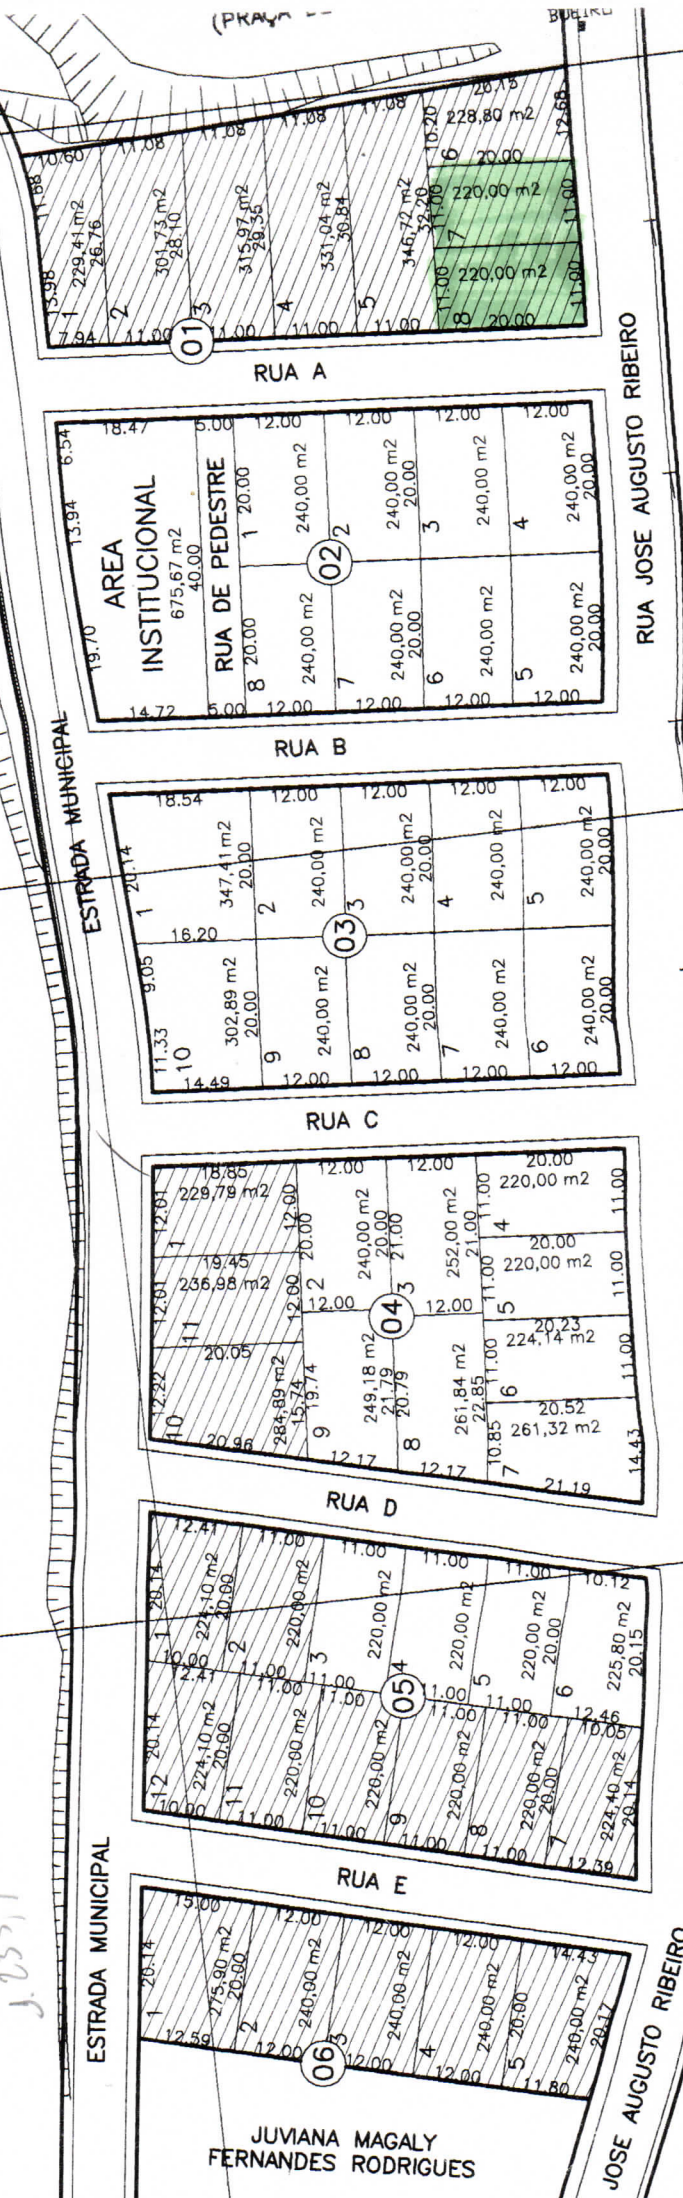 (PRAÇA DE
BUEIRO
10.60
11.08
11.08
11.08
11.08
10.20
20.15
228,80 m2
12.68
6
20.00
11.68
229,41 m2
26.76
301,73 m2
28.10
315,97 m2
29.35
331,04 m2
30.84
346,72 m2
32.20
11.00
220,00 m2
11.00
7
13.98
1
2
3
4
5
11.00
220,00 m2
11.00
8
20.00
7.94
11.00
01
11.00
11.00
11.00
RUA A
18.47
5.00
12.00
12.00
12.00
12.00
6.54
13.94
19.70
AREA
INSTITUCIONAL
675,67 m2
40.00
RUA DE PEDESTRE
1
20.00
240,00 m2
2
240,00 m2
20.00
3
240,00 m2
4
240,00 m2
20.00
02
8
20.00
240,00 m2
7
240,00 m2
20.00
6
240,00 m2
5
240,00 m2
20.00
14.72
5.00
12.00
12.00
12.00
12.00
RUA JOSE AUGUSTO RIBEIRO
RUA B
ESTRADA MUNICIPAL
18.54
12.00
12.00
12.00
12.00
20.14
1
347,41 m2
20.00
2
240,00 m2
3
240,00 m2
20.00
4
240,00 m2
5
240,00 m2
20.00
16.20
03
9.05
11.33
10
302,89 m2
20.00
9
240,00 m2
8
240,00 m2
20.00
7
240,00 m2
6
240,00 m2
20.00
14.49
12.00
12.00
12.00
12.00
RUA C
18.85
229,79 m2
12.01
1
12.00
12.00
12.00
20.00
220,00 m2
11.00
11.00
4
20.00
2
240,00 m2
20.00
21.00
3
252,00 m2
21.00
19.45
236,98 m2
12.01
11
12.00
12.00
04
12.00
20.00
220,00 m2
11.00
11.00
5
20.05
12.22
10
284,89 m2
15.74
19.74
9
249,18 m2
21.79
20.79
8
261,84 m2
22.85
20.23
224,14 m2
11.00
11.00
6
20.52
261,32 m2
10.85
7
14.43
20.96
12.17
12.17
21.19
RUA D
12.41
11.00
11.00
11.00
11.00
10.12
20.14
1
224,10 m2
20.00
2
220,00 m2
3
220,00 m2
4
220,00 m2
5
220,00 m2
20.00
6
225,80 m2
20.15
10.00
11.00
11.00
11.00
11.00
12.46
05
12.41
11.00
11.00
11.00
11.00
10.05
20.14
12
224,10 m2
20.00
11
220,00 m2
10
220,00 m2
9
220,00 m2
8
220,00 m2
20.00
7
224,40 m2
20.14
10.00
11.00
11.00
11.00
11.00
12.39
RUA E
ESTRADA MUNICIPAL
15.00
12.00
12.00
12.00
14.43
20.14
1
275,90 m2
20.00
2
240,00 m2
3
240,00 m2
4
240,00 m2
5
20.00
240,00 m2
20.17
12.59
12.00
06
12.00
12.00
11.80
JOSE AUGUSTO RIBEIRO
JUVIANA MAGALY
FERNANDES RODRIGUES